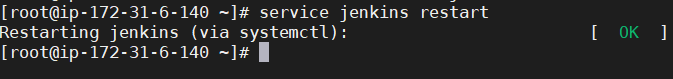 [root@ip-172-31-6-140 ~]# service jenkins restart
Restarting jenkins (via systemctl):                        [  OK  ]
[root@ip-172-31-6-140 ~]#